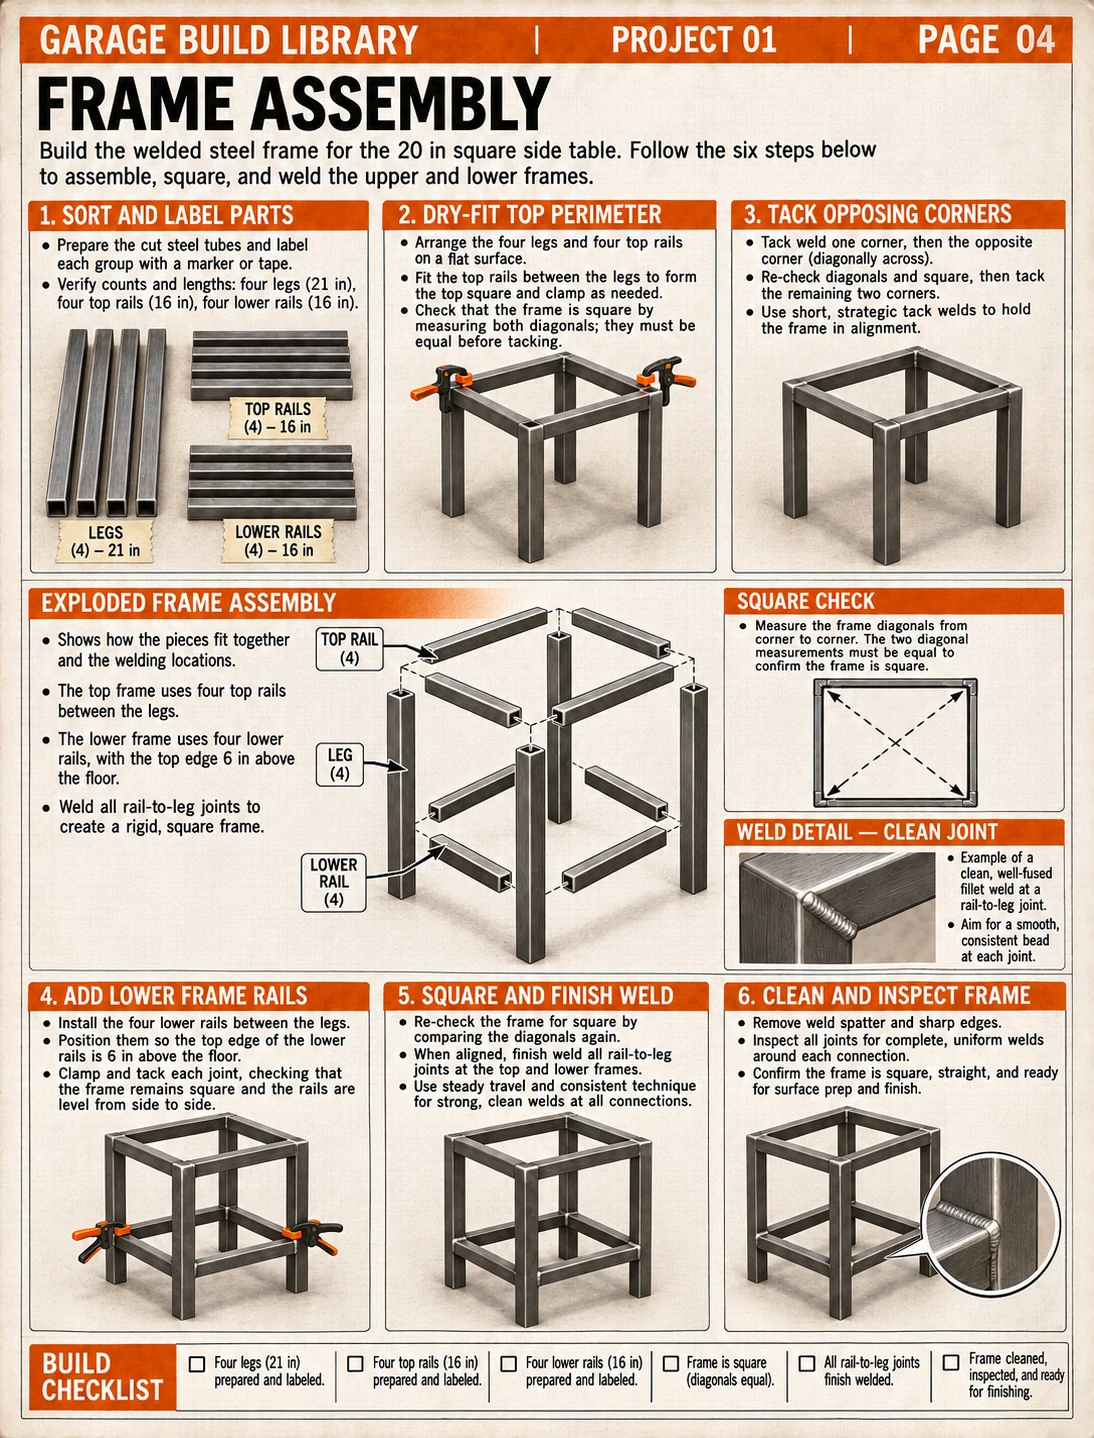 GARAGE BUILD LIBRARY | PROJECT 01 | PAGE 04
FRAME ASSEMBLY
Build the welded steel frame for the 20 in square side table. Follow the six steps below
to assemble, square, and weld the upper and lower frames.
1. SORT AND LABEL PARTS
• Prepare the cut steel tubes and label
each group with a marker or tape.
• Verify counts and lengths: four legs (21 in),
four top rails (16 in), four lower rails (16 in).
TOP RAILS
(4) – 16 in
LEGS
(4) – 21 in
LOWER RAILS
(4) – 16 in
2. DRY-FIT TOP PERIMETER
• Arrange the four legs and four top rails
on a flat surface.
• Fit the top rails between the legs to form
the top square and clamp as needed.
• Check that the frame is square by
measuring both diagonals; they must be
equal before tacking.
3. TACK OPPOSING CORNERS
• Tack weld one corner, then the opposite
corner (diagonally across).
• Re-check diagonals and square, then tack
the remaining two corners.
• Use short, strategic tack welds to hold
the frame in alignment.
EXPLODED FRAME ASSEMBLY
• Shows how the pieces fit together
and the welding locations.
• The top frame uses four top rails
between the legs.
• The lower frame uses four lower
rails, with the top edge 6 in above
the floor.
• Weld all rail-to-leg joints to
create a rigid, square frame.
TOP RAIL
(4)
LEG
(4)
LOWER
RAIL
(4)
SQUARE CHECK
• Measure the frame diagonals from
corner to corner. The two diagonal
measurements must be equal to
confirm the frame is square.
WELD DETAIL — CLEAN JOINT
• Example of a
clean, well-fused
fillet weld at a
rail-to-leg joint.
• Aim for a smooth,
consistent bead
at each joint.
4. ADD LOWER FRAME RAILS
• Install the four lower rails between the legs.
• Position them so the top edge of the lower
rails is 6 in above the floor.
• Clamp and tack each joint, checking that
the frame remains square and the rails are
level from side to side.
5. SQUARE AND FINISH WELD
• Re-check the frame for square by
comparing the diagonals again.
• When aligned, finish weld all rail-to-leg
joints at the top and lower frames.
• Use steady travel and consistent technique
for strong, clean welds at all connections.
6. CLEAN AND INSPECT FRAME
• Remove weld spatter and sharp edges.
• Inspect all joints for complete, uniform welds
around each connection.
• Confirm the frame is square, straight, and ready
for surface prep and finish.
BUILD
CHECKLIST
Four legs (21 in)
prepared and labeled.
Four top rails (16 in)
prepared and labeled.
Four lower rails (16 in)
prepared and labeled.
Frame is square
(diagonals equal).
All rail-to-leg joints
finish welded.
Frame cleaned,
inspected, and ready
for finishing.